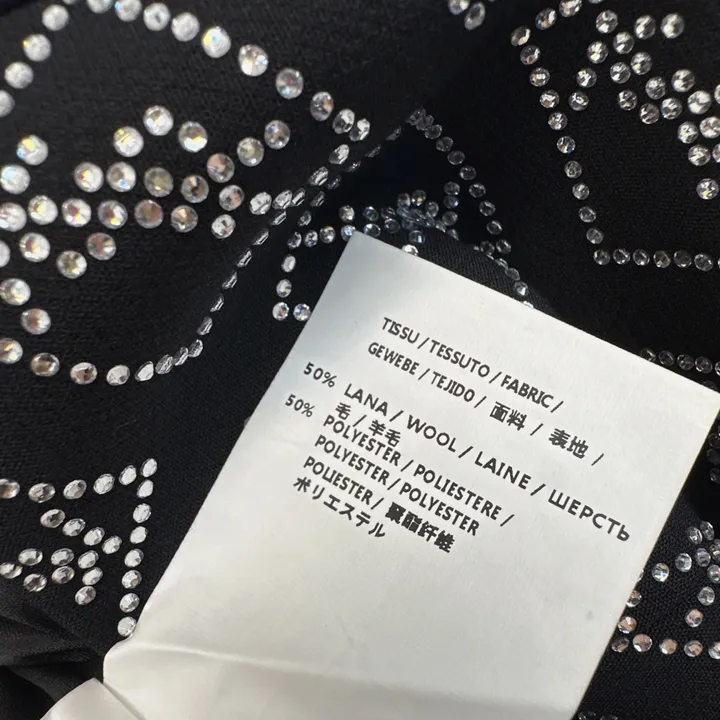 TISSU / TESSUTO / FABRIC /
GEWEBE / TEJIDO / 面料 / 表地 /
50% LANA / WOOL / LAINE / ШЕРСТЬ
毛 / 羊毛
50% POLYESTER / POLIESTERE /
POLYESTER / POLYESTER
POLIESTER / 聚酯纤维
ポリエステル